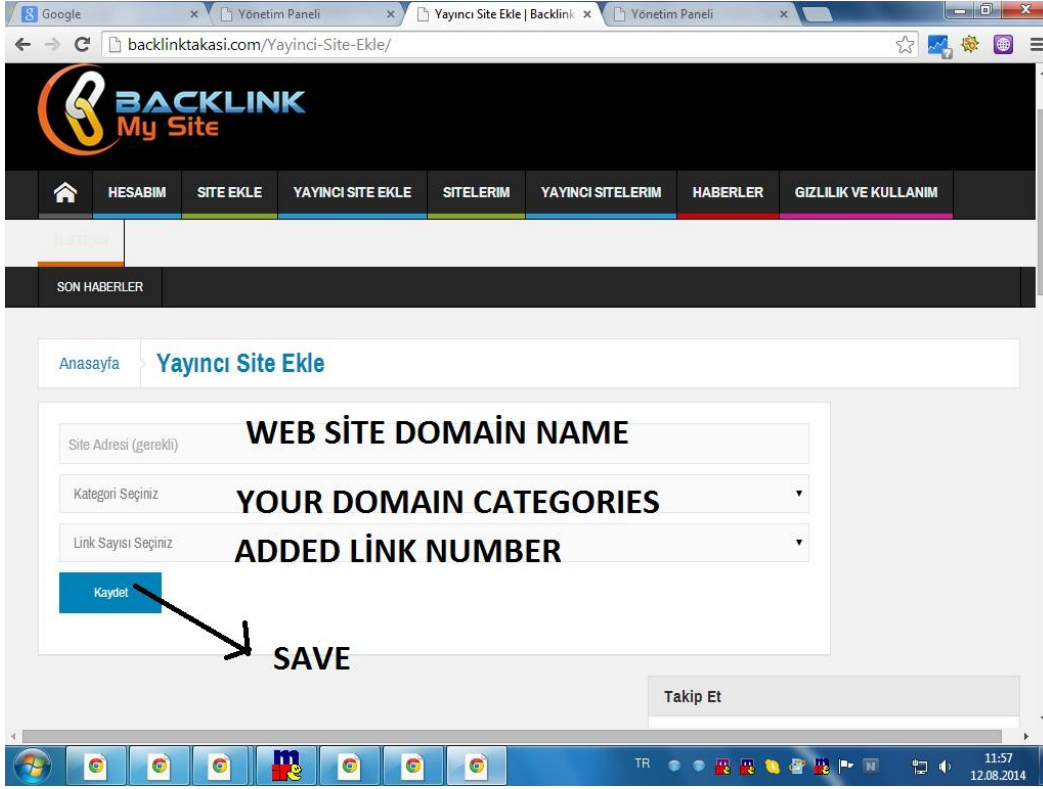 Google
Yönetim Paneli
Yayıncı Site Ekle | Backlink
Yönetim Paneli
backlinktakasi.com/Yayinci-Site-Ekle/
BACKLINK
My Site
HESABIM
SITE EKLE
YAYINCI SITE EKLE
SITELERIM
YAYINCI SITELERIM
HABERLER
GIZLILIK VE KULLANIM
SON HABERLER
Anasayfa
Yayıncı Site Ekle
Site Adresi (gerekli)
WEB SİTE DOMAİN NAME
Kategori Seçiniz
YOUR DOMAIN CATEGORIES
Link Sayısı Seçiniz
ADDED LİNK NUMBER
Kaydet
SAVE
Takip Et
TR
11:57
12.08.2014